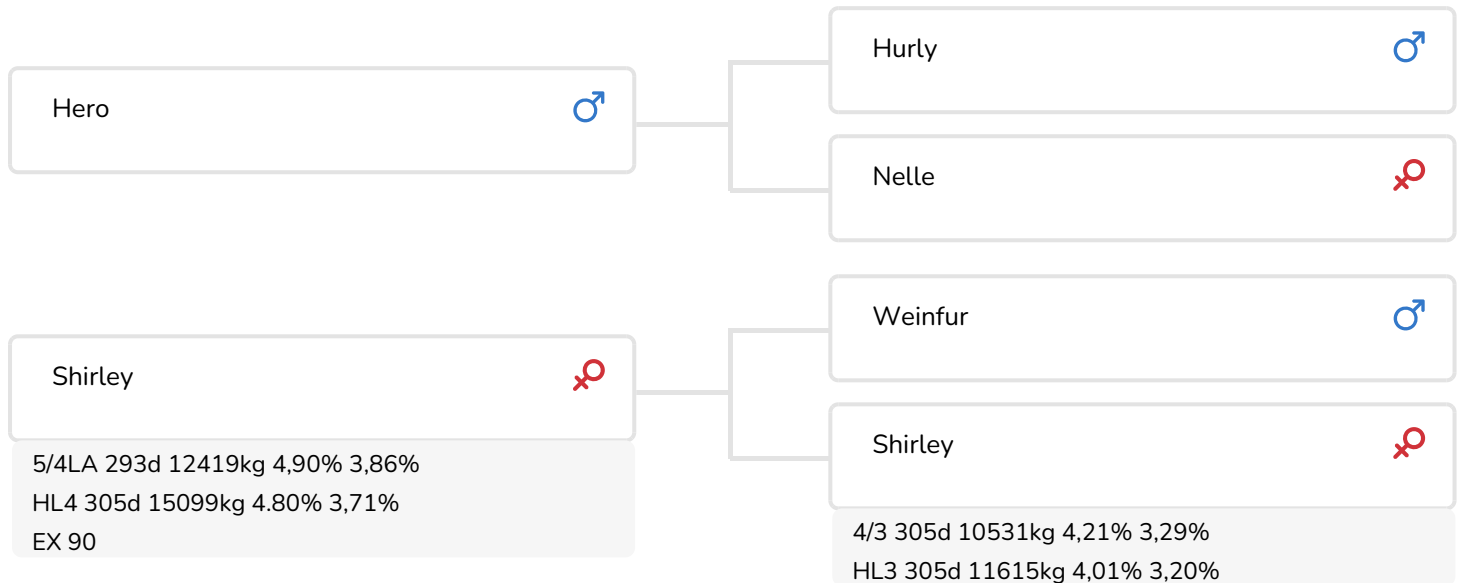 Hero
Shirley
5/4LA 293d 12419kg 4,90% 3,86%
HL4 305d 15099kg 4.80% 3,71%
EX 90
Hurly
Nelle
Weinfur
Shirley
4/3 305d 10531kg 4,21% 3,29%
HL3 305d 11615kg 4,01% 3,20%